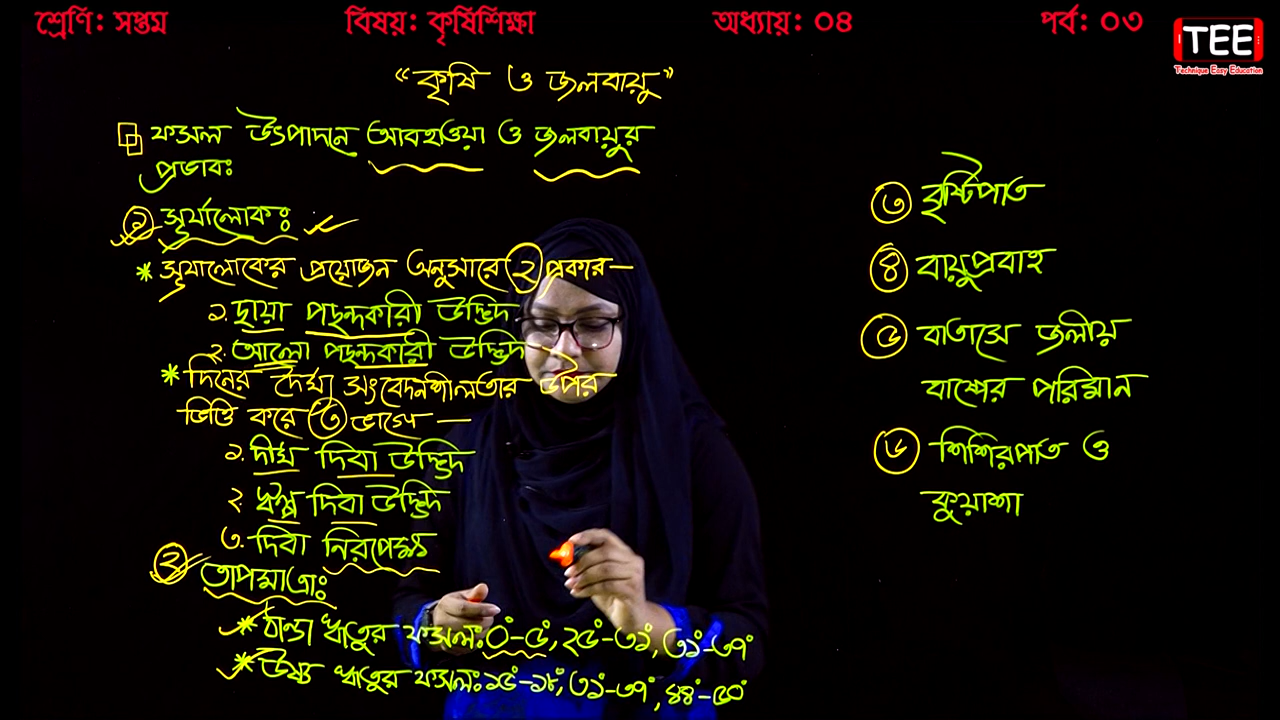 শ্রেণি: সপ্তম
বিষয়: কৃষিশিক্ষা
অধ্যায়: ০৪
পর্ব: ০৩
TEE
Technique Easy Education
“কৃষি ও জলবায়ু”
ফসল উৎপাদনে আবহাওয়া ও জলবায়ুর
প্রভাবঃ
১ সূর্যালোকঃ
* সূর্যালোকের প্রয়োজন অনুসারে ২ প্রকার—
১. ছায়া পছন্দকারী উদ্ভিদ
২. আলো পছন্দকারী উদ্ভিদ
* দিনের দৈর্ঘ্য সংবেদনশীলতার উপর
ভিত্তি করে ৩ ভাগে —
১. দীর্ঘ দিবা উদ্ভিদ
২. স্বল্প দিবা উদ্ভিদ
৩. দিবা নিরপেক্ষ
২ তাপমাত্রাঃ
* ঠান্ডা ঋতুর ফসলঃ ০°-৫°, ২৫°-৩১°, ৩১°-৩৭°
* উষ্ণ ঋতুর ফসলঃ ১৫°-১৮°, ৩১°-৩৭°, ৪৪°-৫০°
৩ বৃষ্টিপাত
৪ বায়ুপ্রবাহ
৫ বাতাসে জলীয়
বাষ্পের পরিমান
৬ শিশিরপাত ও
কুয়াশা